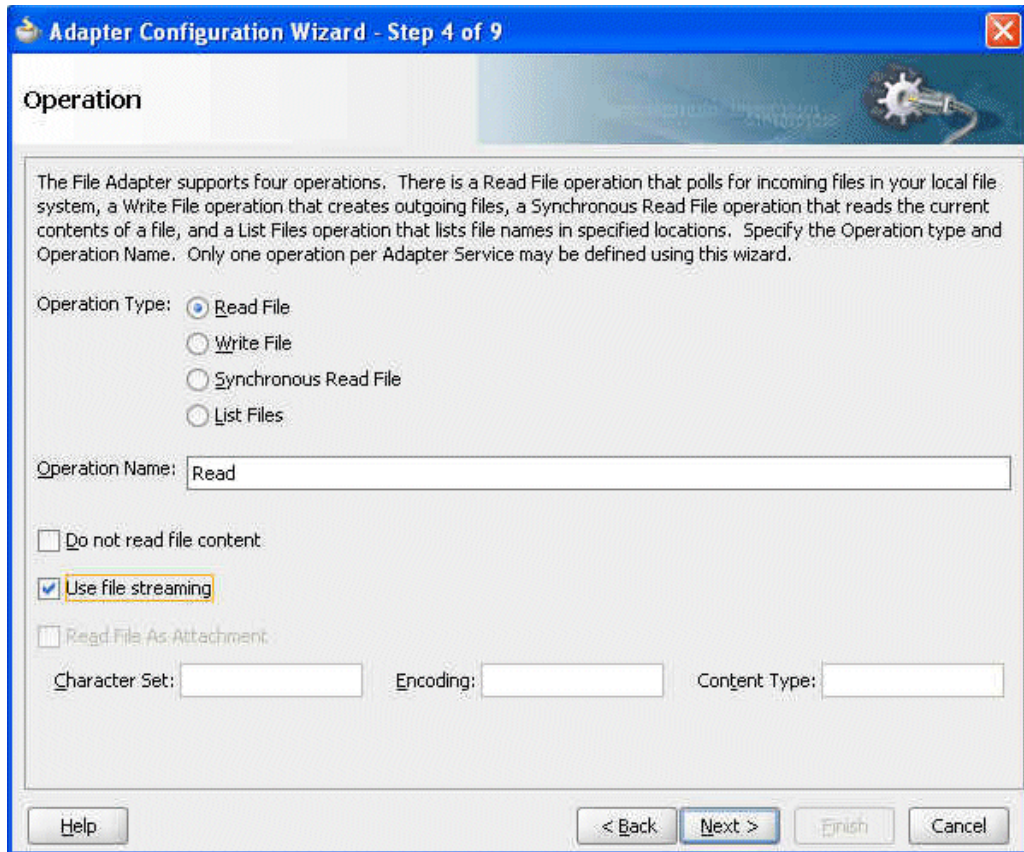 Adapter Configuration Wizard - Step 4 of 9
Operation
The File Adapter supports four operations. There is a Read File operation that polls for incoming files in your local file
system, a Write File operation that creates outgoing files, a Synchronous Read File operation that reads the current
contents of a file, and a List Files operation that lists file names in specified locations. Specify the Operation type and
Operation Name. Only one operation per Adapter Service may be defined using this wizard.
Operation Type: Read File
Write File
Synchronous Read File
List Files
Operation Name: Read
Do not read file content
Use file streaming
Read File As Attachment
Character Set: Encoding: Content Type:
Help < Back Next > Finish Cancel